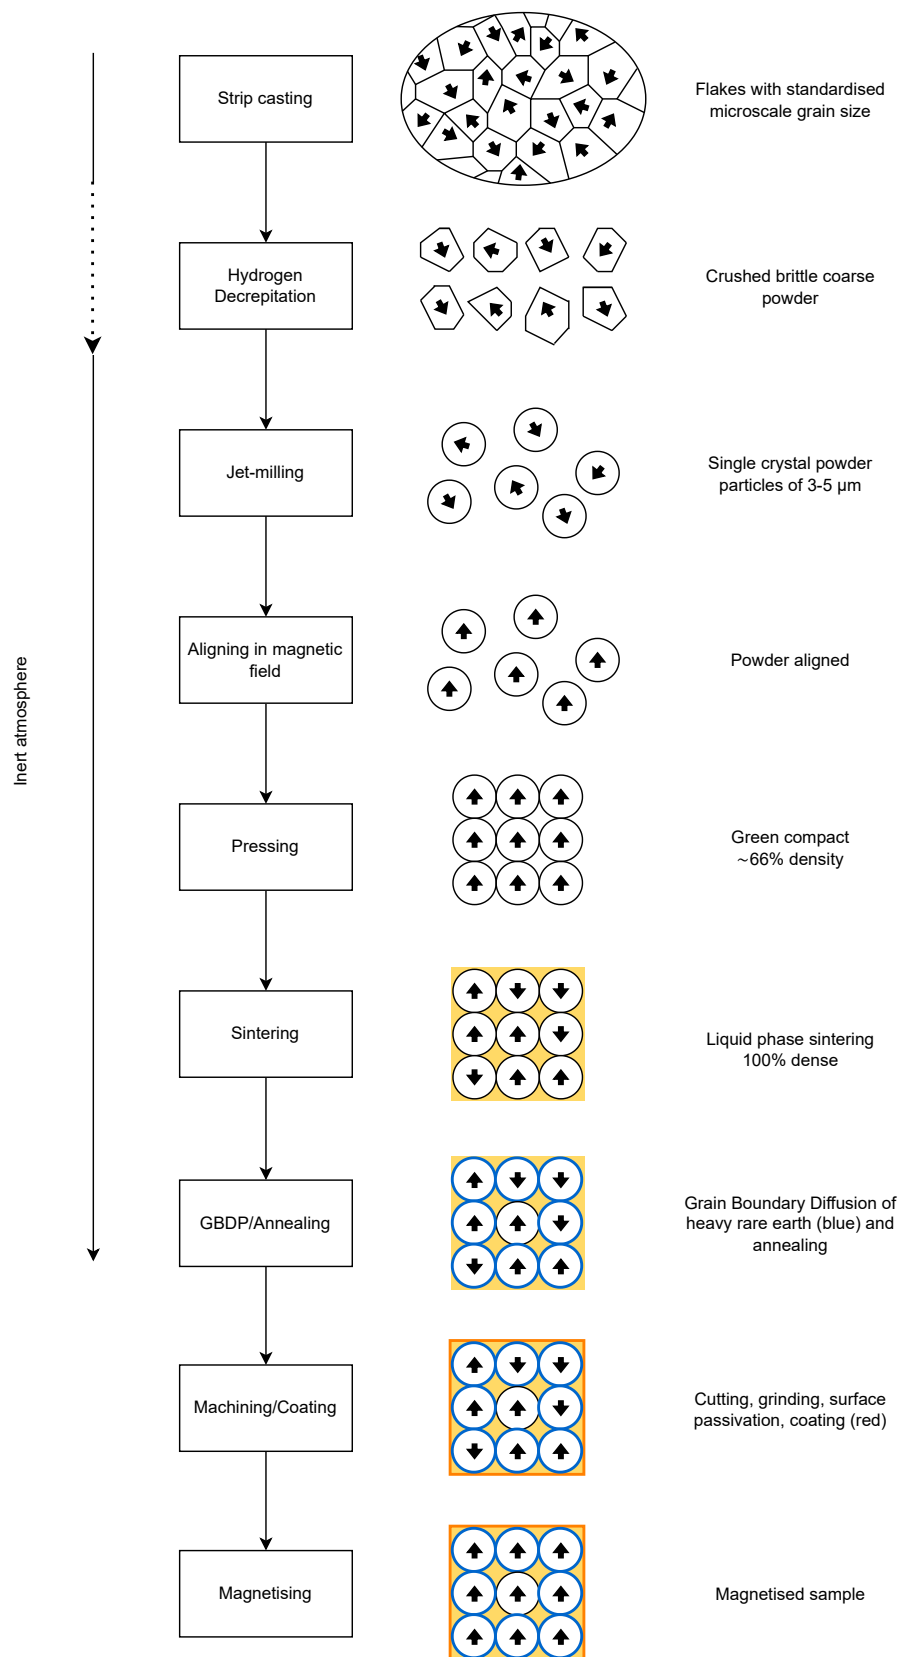 Strip casting
Flakes with standardised
microscale grain size
Hydrogen
Decrepitation
Crushed brittle coarse
powder
Jet-milling
Single crystal powder
particles of 3-5 μm
Inert atmosphere
Aligning in magnetic
field
Powder aligned
Pressing
Green compact
~66% density
Sintering
Liquid phase sintering
100% dense
GBDP/Annealing
Grain Boundary Diffusion of
heavy rare earth (blue) and
annealing
Machining/Coating
Cutting, grinding, surface
passivation, coating (red)
Magnetising
Magnetised sample